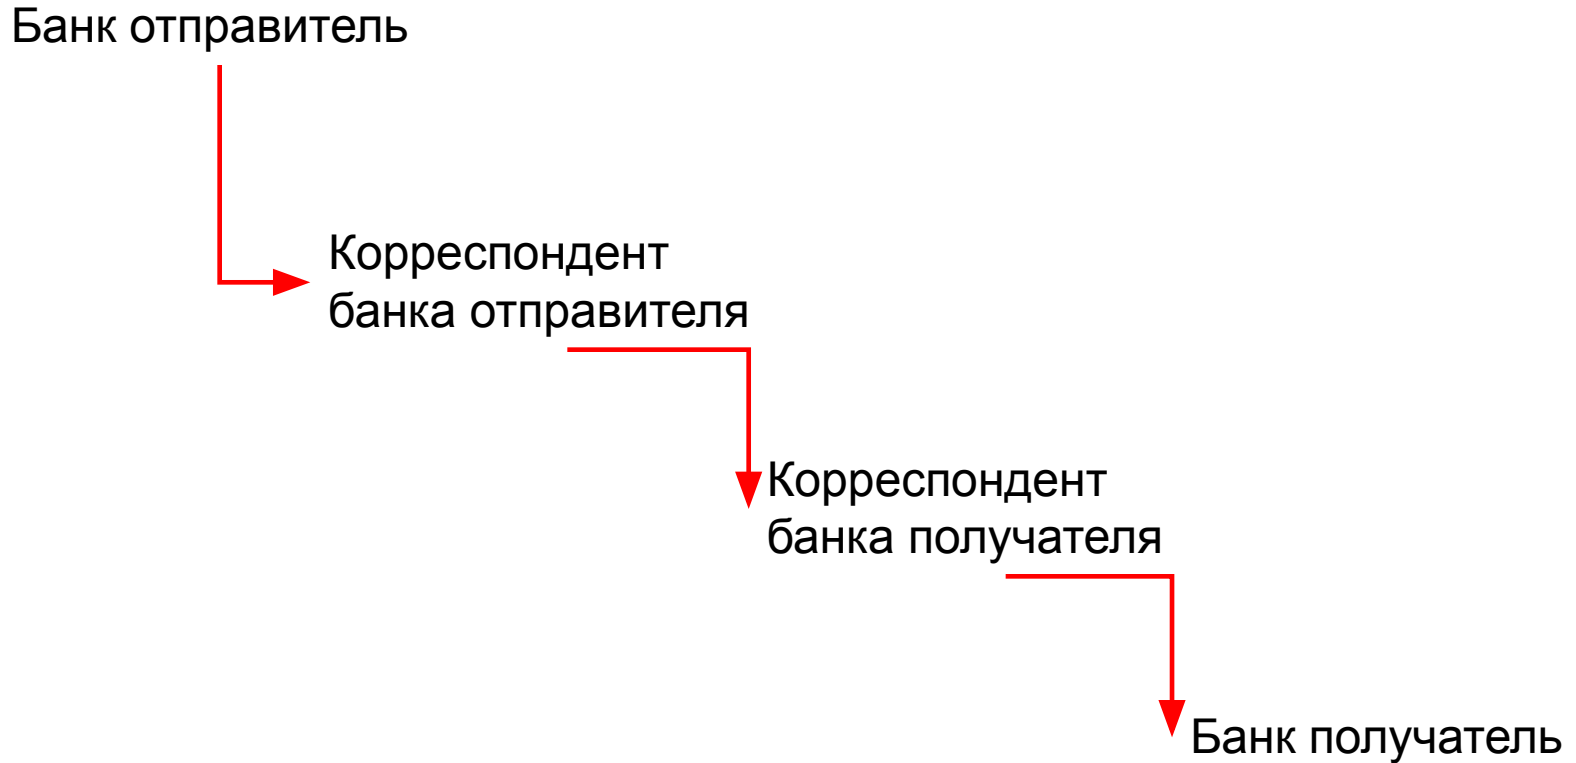 Банк отправитель
Корреспондент
банка отправителя
Корреспондент
банка получателя
Банк получатель